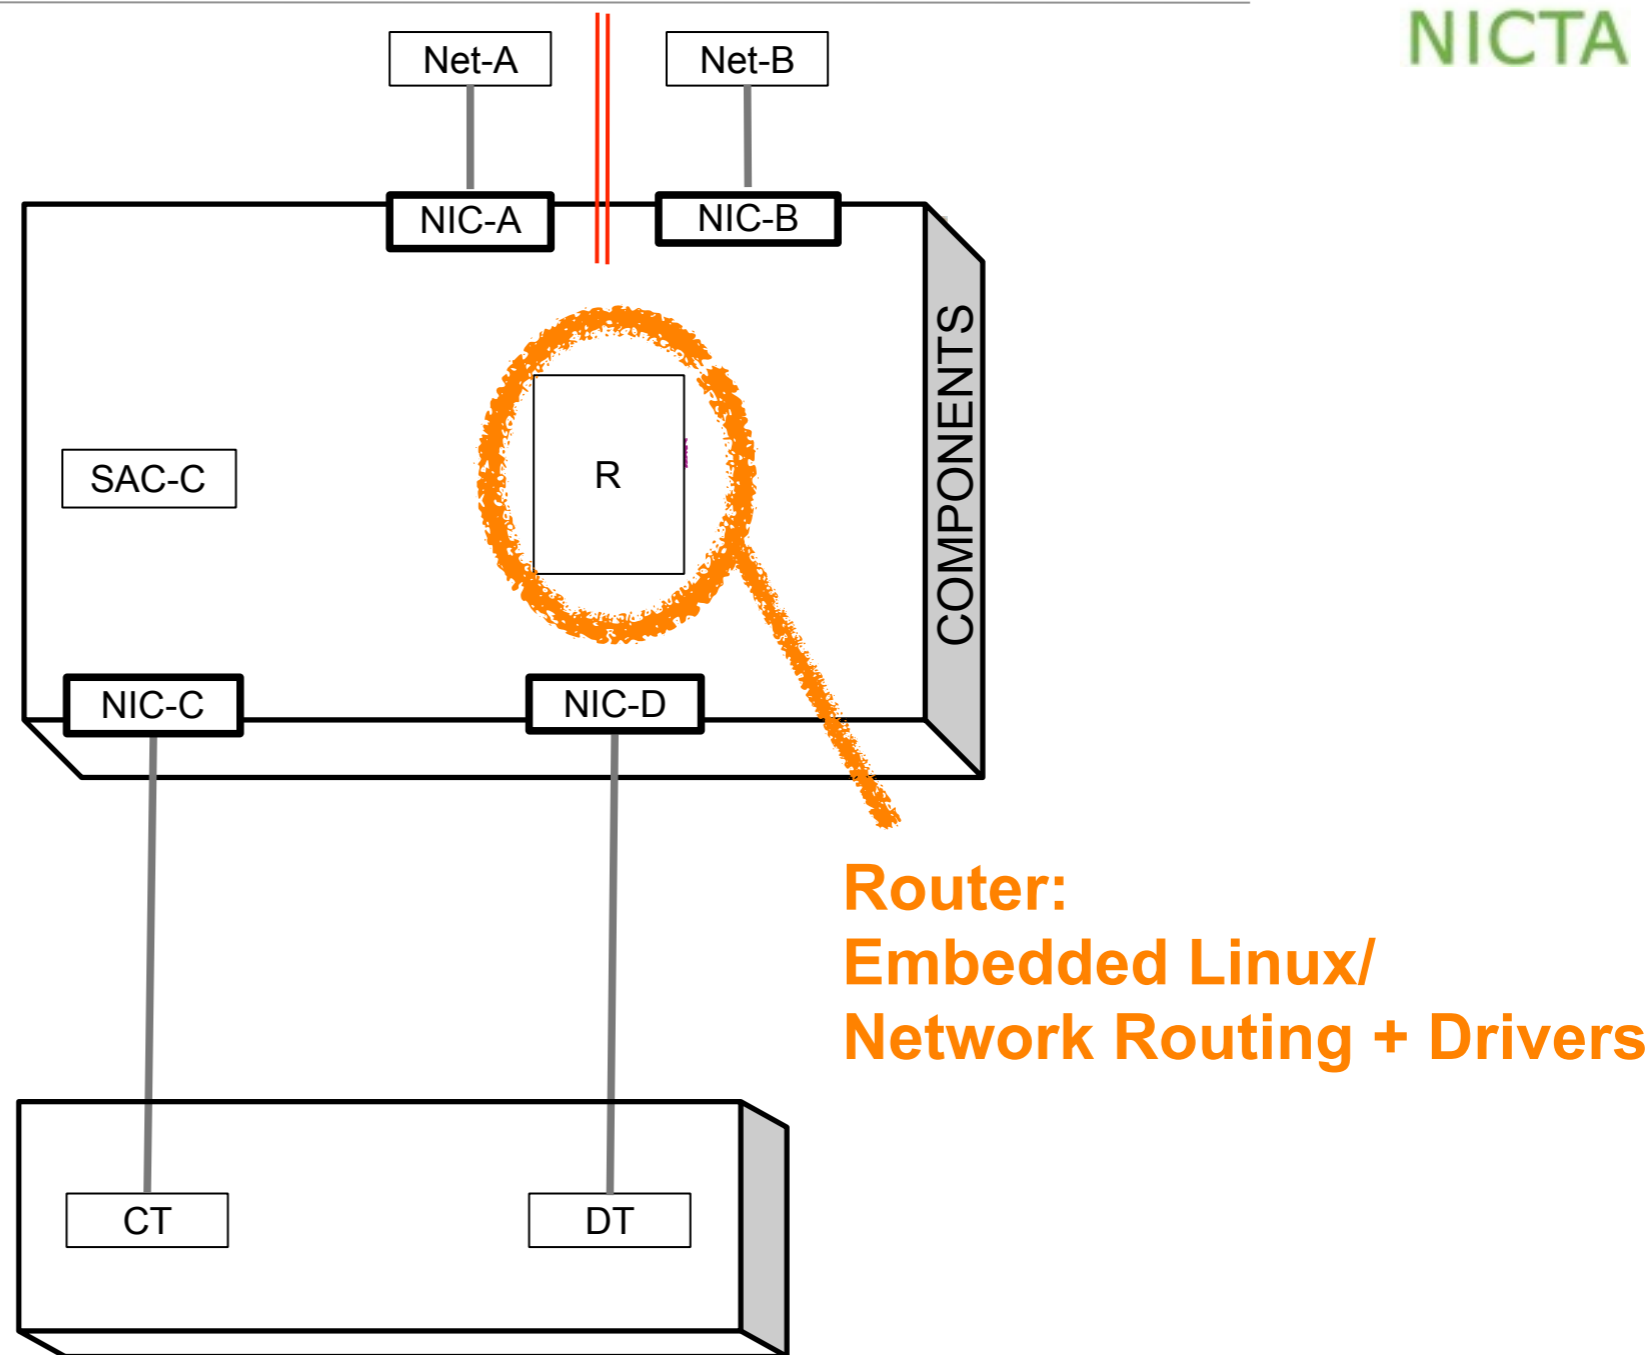 NICTA
Net-A
Net-B
NIC-A
NIC-B
COMPONENTS
SAC-C
R
NIC-C
NIC-D
Router:
Embedded Linux/
Network Routing + Drivers
CT
DT